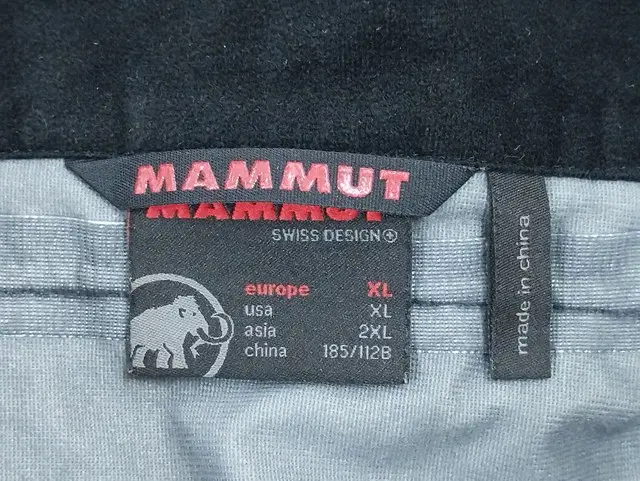 MAMMUT
MAMMUT
SWISS DESIGN
europe XL
usa XL
asia 2XL
china 185/112B
made in china